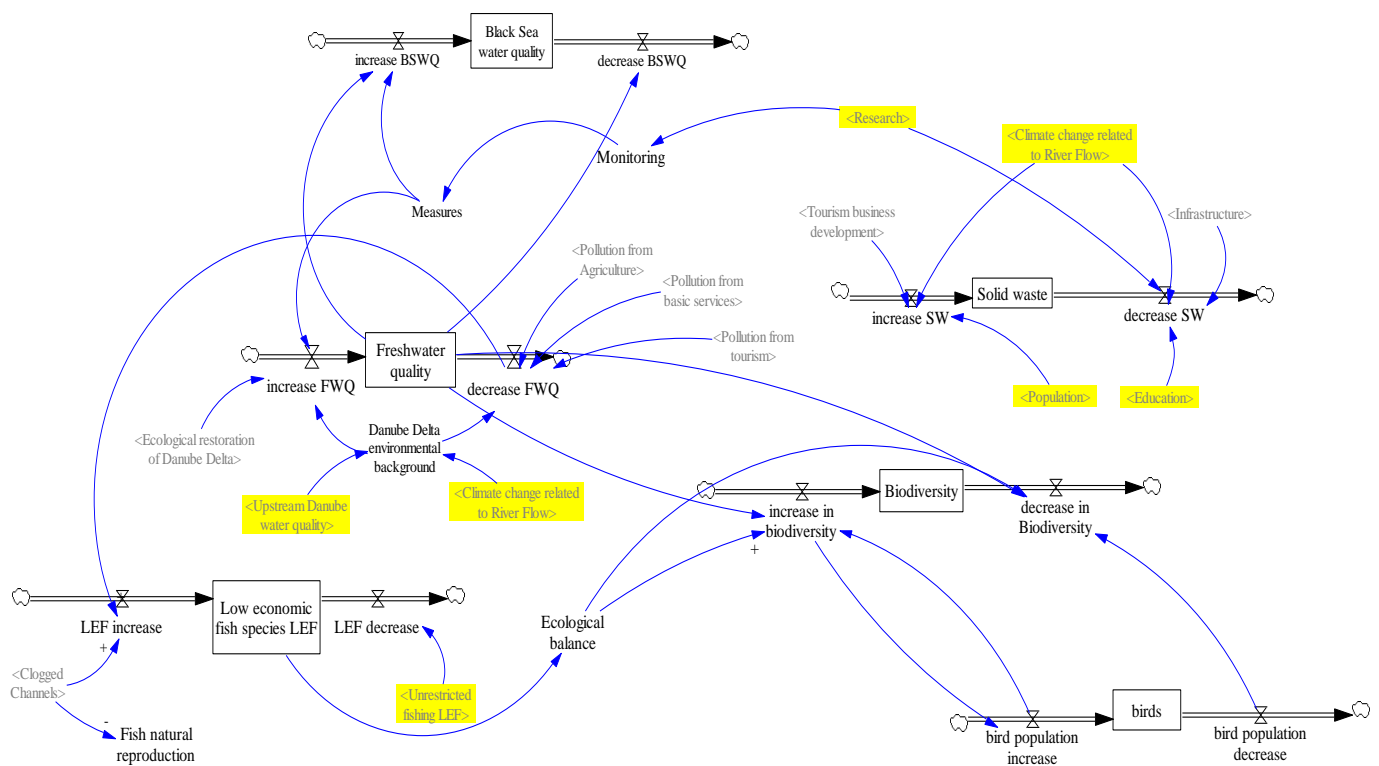 Black Sea
water quality
increase BSWQ
decrease BSWQ
<Research>
<Climate change related
to River Flow>
Monitoring
Measures
<Tourism business
development>
<Infrastructure>
<Pollution from
Agriculture>
<Pollution from
basic services>
Solid waste
increase SW
decrease SW
Freshwater
quality
<Pollution from
tourism>
increase FWQ
decrease FWQ
<Population>
<Education>
<Ecological restoration
of Danube Delta>
Danube Delta
environmental
background
<Upstream Danube
water quality>
<Climate change related
to River Flow>
Biodiversity
increase in
biodiversity
+
decrease in
Biodiversity
Low economic
fish species LEF
LEF increase
+
LEF decrease
Ecological
balance
<Clogged
Channels>
<Unrestricted
fishing LEF>
-
Fish natural
reproduction
birds
bird population
increase
bird population
decrease